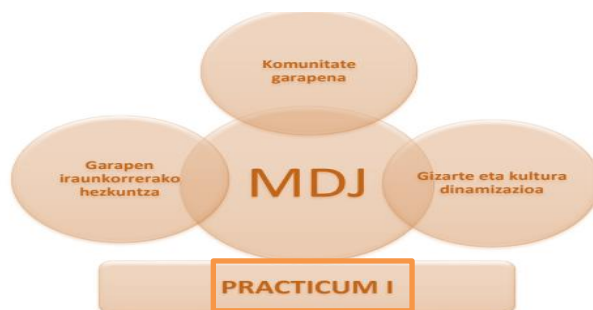 Komunitate
garapena
Garapen
iraunkorrerako
hezkuntza
MDJ
Gizarte eta kultura
dinamizazioa
PRACTICUM I